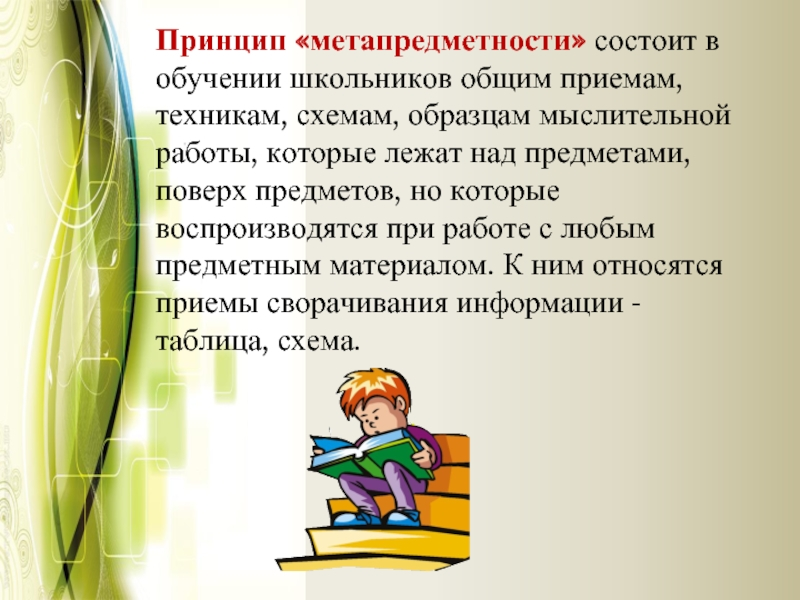 Принцип «метапредметности» состоит в
обучении школьников общим приемам,
техникам, схемам, образцам мыслительной
работы, которые лежат над предметами,
поверх предметов, но которые
воспроизводятся при работе с любым
предметным материалом. К ним относятся
приемы сворачивания информации -
таблица, схема.